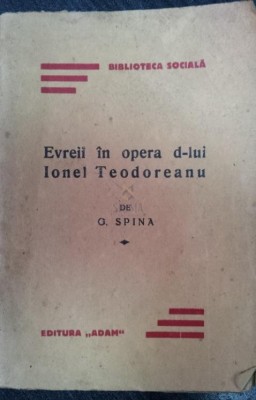 BIBLIOTECA SOCIALĂ
Evreii în opera d-lui
Ionel Teodoreanu
DE
G. SPINA
EDITURA „ADAM“